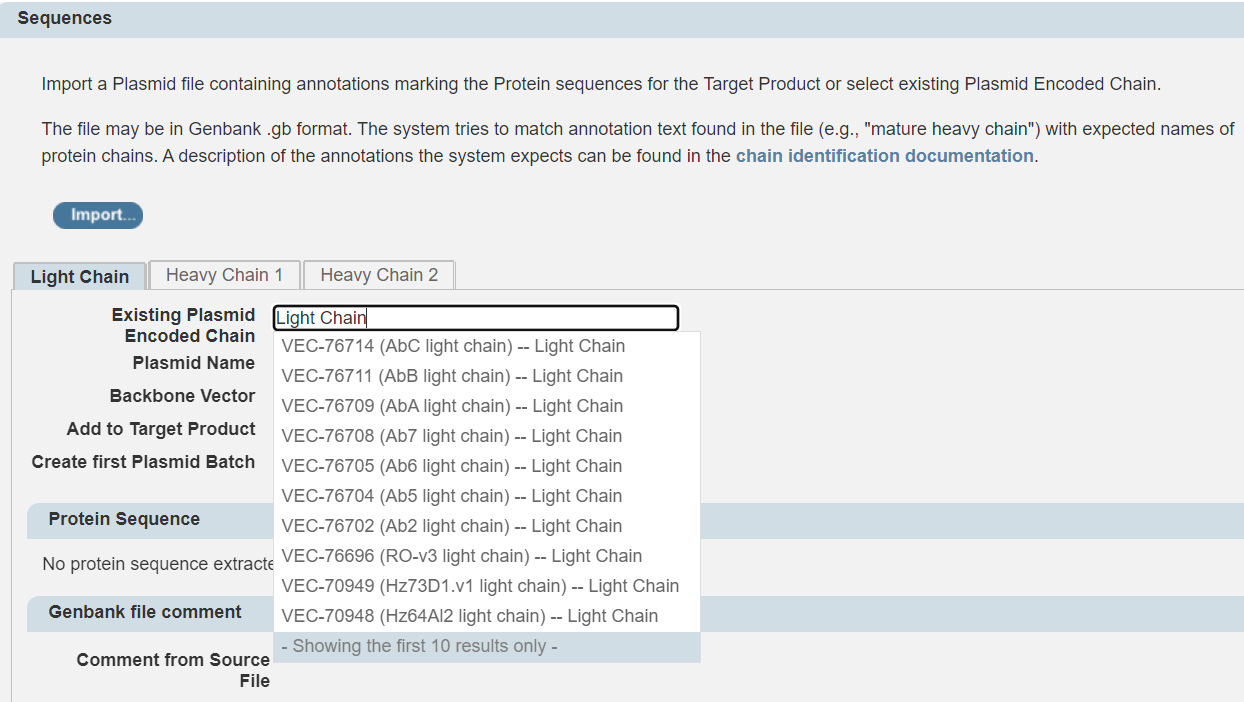 Sequences
Import a Plasmid file containing annotations marking the Protein sequences for the Target Product or select existing Plasmid Encoded Chain.
The file may be in Genbank .gb format. The system tries to match annotation text found in the file (e.g., "mature heavy chain") with expected names of
protein chains. A description of the annotations the system expects can be found in the chain identification documentation.
Import...
Light Chain
Heavy Chain 1
Heavy Chain 2
Existing Plasmid
Encoded Chain
Light Chain
VEC-76714 (AbC light chain) -- Light Chain
Plasmid Name
VEC-76711 (AbB light chain) -- Light Chain
Backbone Vector
VEC-76709 (AbA light chain) -- Light Chain
Add to Target Product
VEC-76708 (Ab7 light chain) -- Light Chain
Create first Plasmid Batch
VEC-76705 (Ab6 light chain) -- Light Chain
VEC-76704 (Ab5 light chain) -- Light Chain
Protein Sequence
VEC-76702 (Ab2 light chain) -- Light Chain
No protein sequence extracte
VEC-76696 (RO-v3 light chain) -- Light Chain
VEC-70949 (Hz73D1.v1 light chain) -- Light Chain
Genbank file comment
VEC-70948 (Hz64Al2 light chain) -- Light Chain
- Showing the first 10 results only -
Comment from Source
File